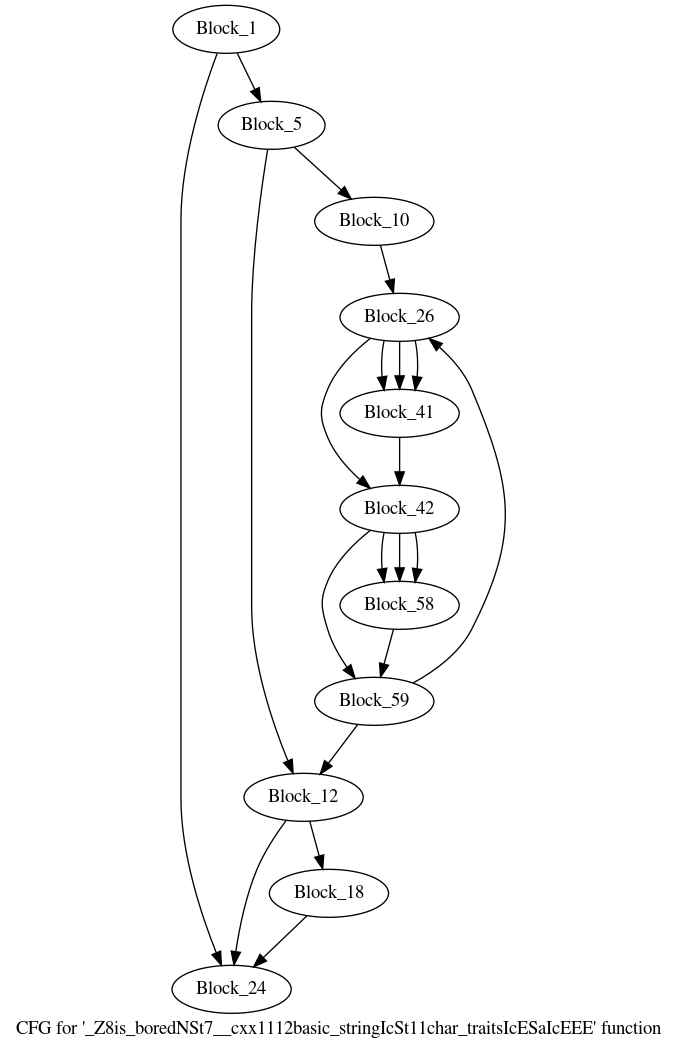 Block_1
Block_5
Block_10
Block_26
Block_41
Block_42
Block_58
Block_59
Block_12
Block_18
Block_24
CFG for '_Z8is_boredNSt7__cxx1112basic_stringIcSt11char_traitsIcESaIcEEE' function